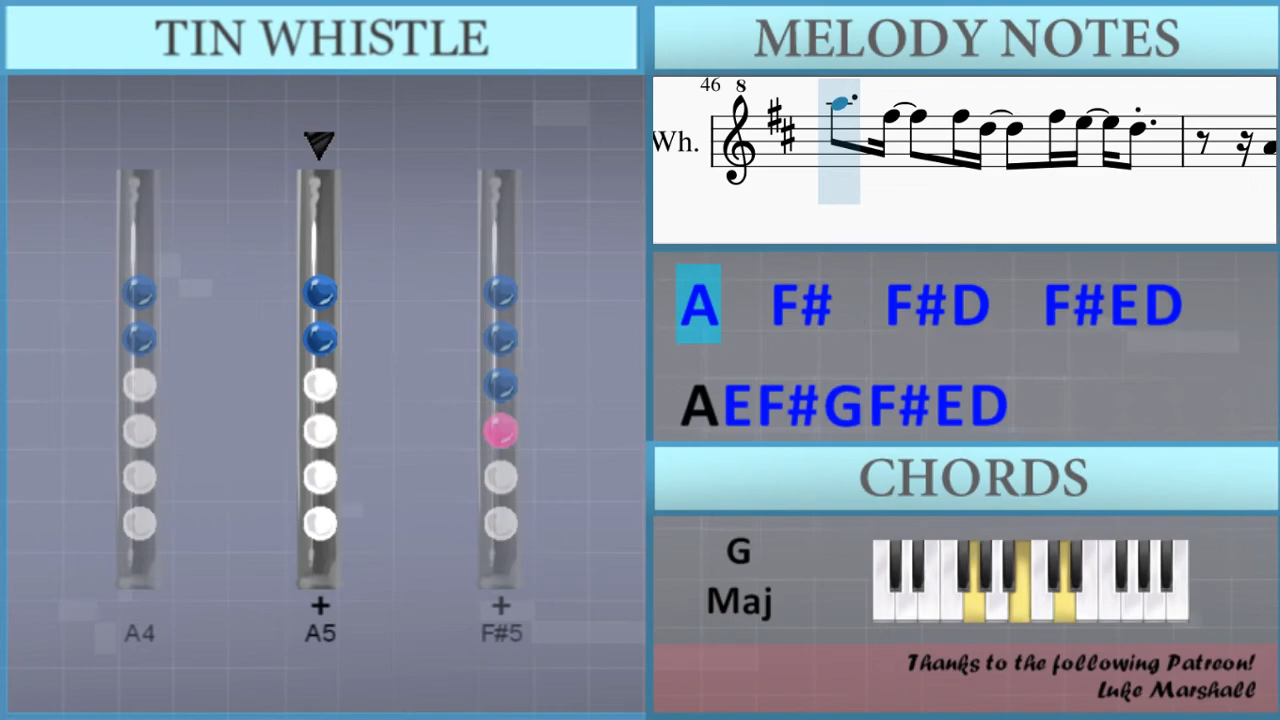 TIN WHISTLE
+
+
A4
A5
F#5
MELODY NOTES
46
8
Wh.
A F# F#D F#ED
AEF#GF#ED
CHORDS
G
Maj
Thanks to the following Patreon!
Luke Marshall